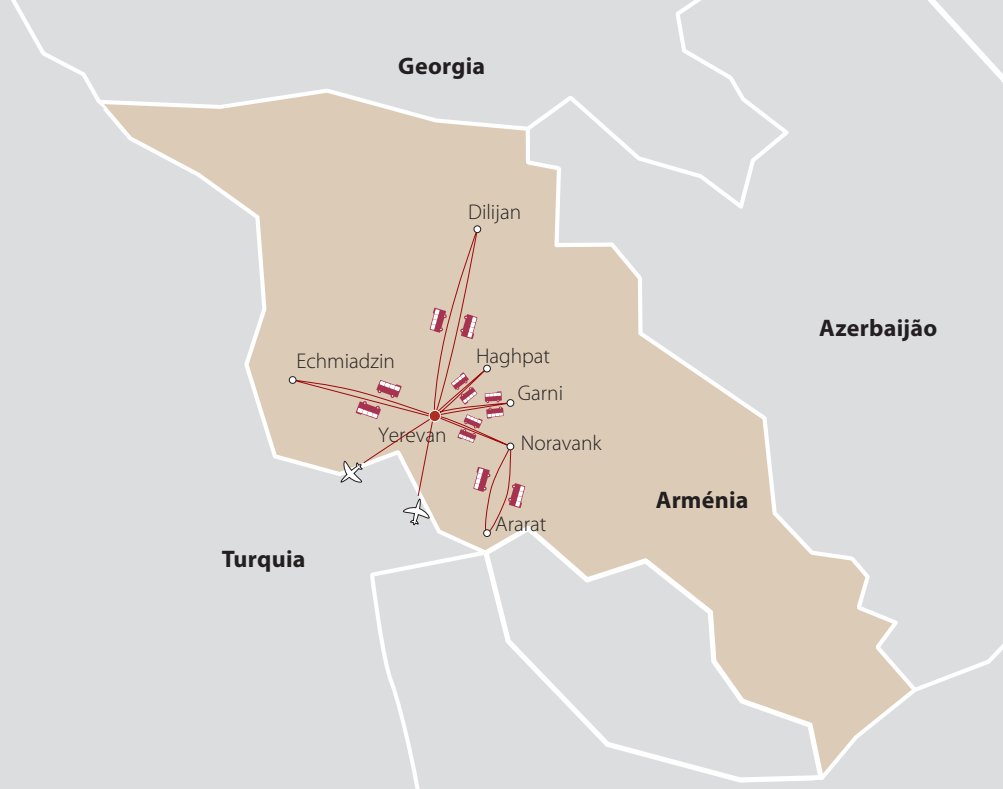 Georgia
Dilijan
Azerbaijão
Haghpat
Echmiadzin
Garni
Yerevan
Noravank
Arménia
Ararat
Turquia